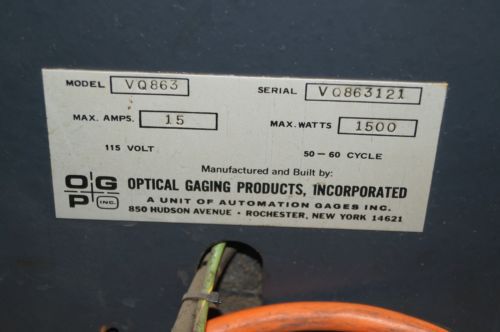 MODEL VQ863 SERIAL VQ863121
MAX. AMPS. 15 MAX. WATTS 1500
115 VOLT 50-60 CYCLE
Manufactured and Built by:
OGP INC. OPTICAL GAGING PRODUCTS, INCORPORATED
A UNIT OF AUTOMATION GAGES INC.
850 HUDSON AVENUE • ROCHESTER, NEW YORK 14621